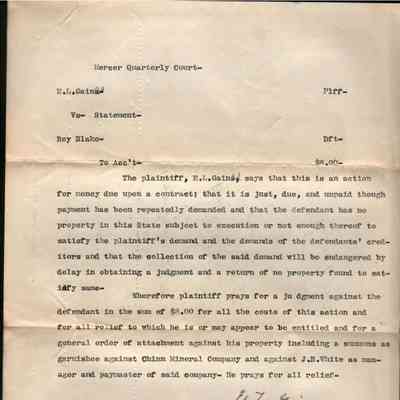 Mercer Quarterly Court-
M.L.Gains Plff-
Vs- Statement-
Roy Blake- Dft-
To Acc't- $8.00-
The plaintiff, M.L.Gains, says that this is an action
for money due upon a contract; that it is just, due, and unpaid though
payment has been repeatedly demanded and that the defendant has no
property in this State subject to execution or not enough thereof to
satisfy the plaintiff's demand and the demands of the defendants' cred-
itors and that the collection of the said demand will be endangered by
delay in obtaining a judgment and a return of no property found to sat-
isfy same-
Wherefore plaintiff prays for a ju dgment against the
defendant in the sum of $8.00 for all the costs of this action and
for all relief to which he is or may appear to be entitled and for a
general order of attachment against his property including a summons as
garnishee against Chinn Mineral Company and against J.B.White as man-
ager and paymaster of said company- He prays for all relief-